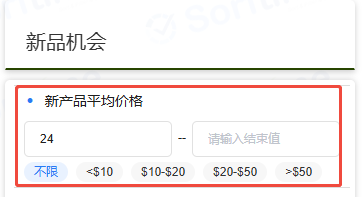 新品机会
• 新产品平均价格
24 -- 请输入结束值
不限 <$10 $10-$20 $20-$50 >$50